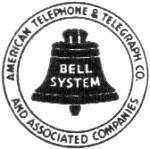 AMERICAN TELEPHONE & TELEGRAPH CO.
BELL
SYSTEM
AND ASSOCIATED COMPANIES